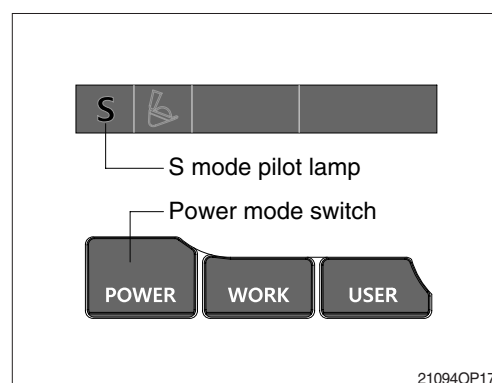 S
S mode pilot lamp
Power mode switch
POWER WORK USER
21094OP17